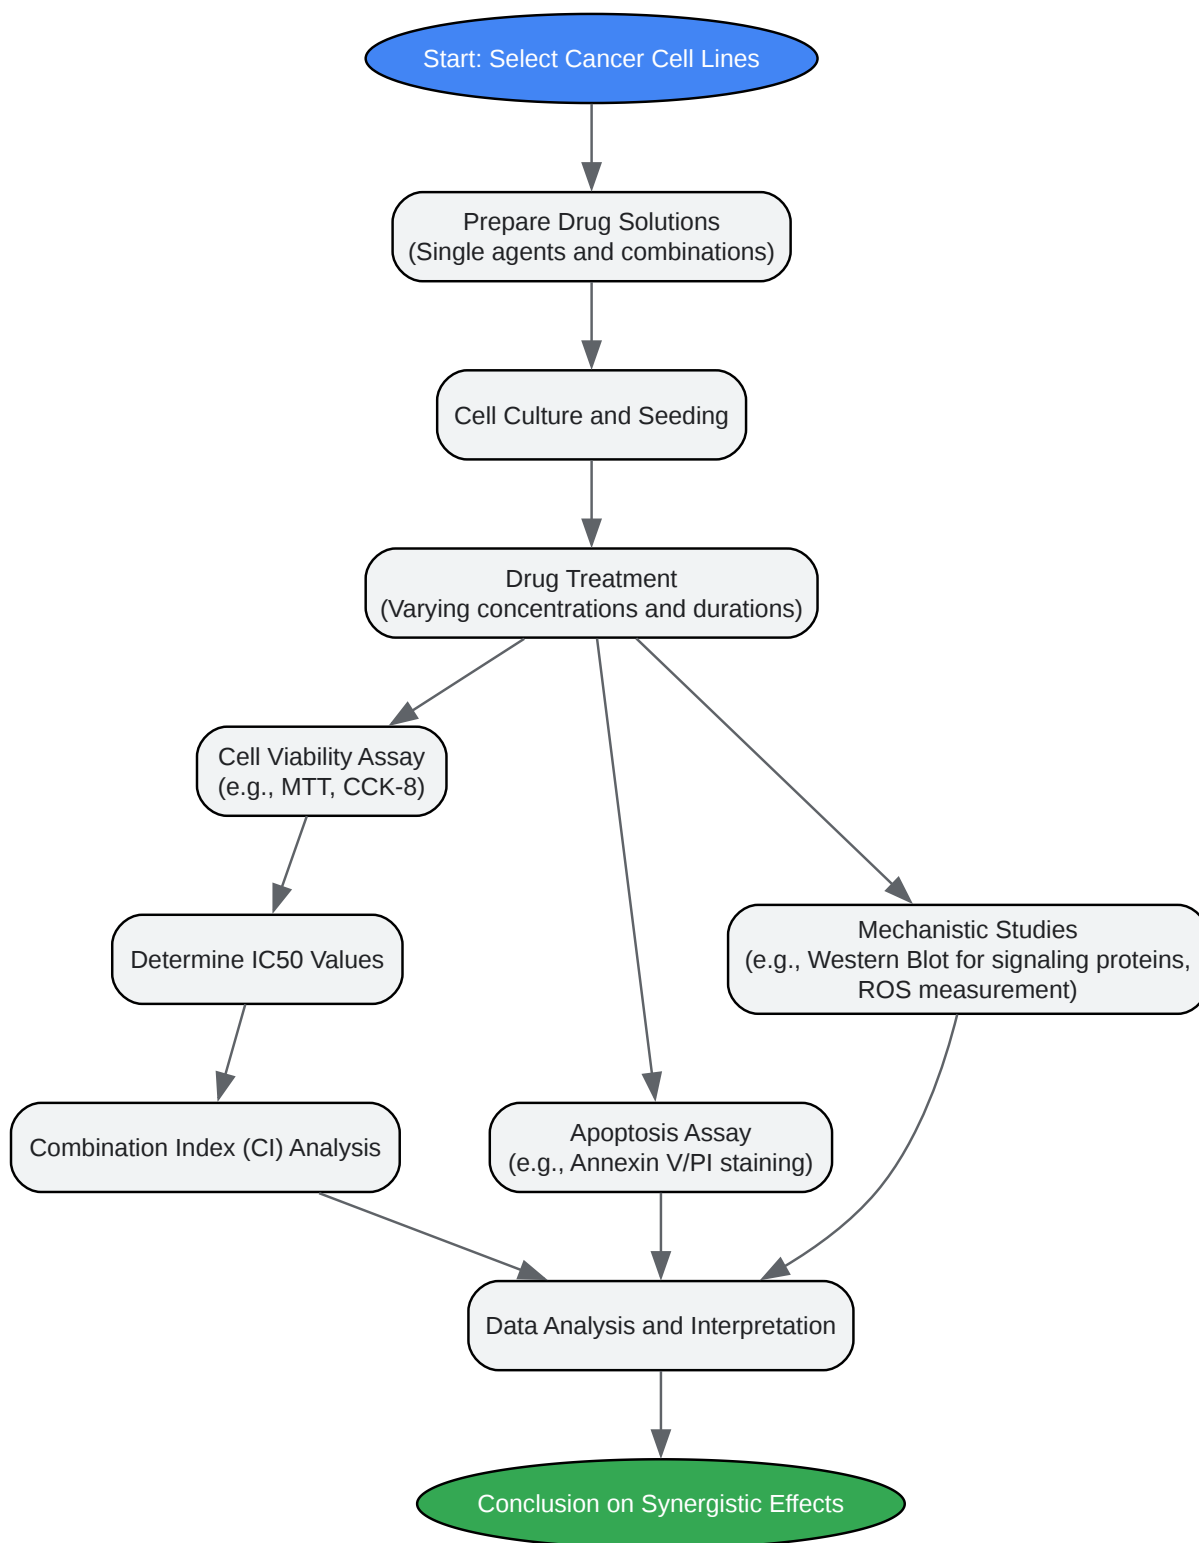 Start: Select Cancer Cell Lines
Prepare Drug Solutions
(Single agents and combinations)
Cell Culture and Seeding
Drug Treatment
(Varying concentrations and durations)
Cell Viability Assay
(e.g., MTT, CCK-8)
Determine IC50 Values
Mechanistic Studies
(e.g., Western Blot for signaling proteins,
ROS measurement)
Combination Index (CI) Analysis
Apoptosis Assay
(e.g., Annexin V/PI staining)
Data Analysis and Interpretation
Conclusion on Synergistic Effects